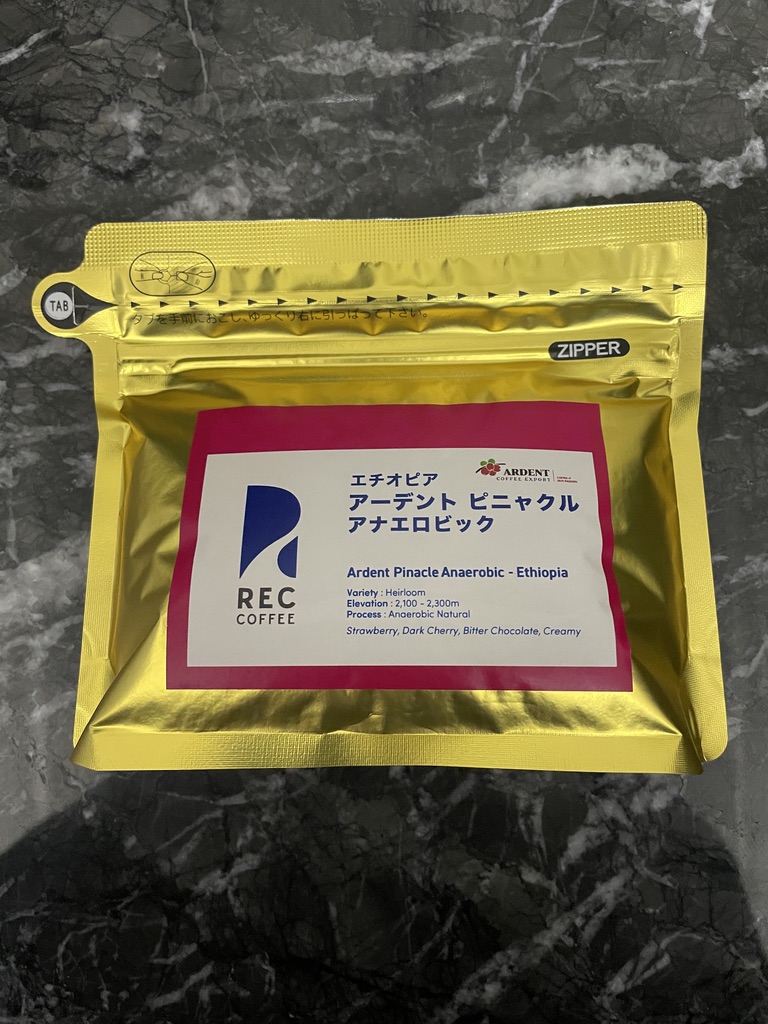 TAB
タブを手前におこし、ゆっくり右に引っぱって下さい。
ZIPPER
ARDENT
COFFEE EXPORT
エチオピア
アーデント ピニャクル
アナエロビック
REC
COFFEE
Ardent Pinacle Anaerobic - Ethiopia
Variety : Heirloom
Elevation : 2,100 - 2,300m
Process : Anaerobic Natural
Strawberry, Dark Cherry, Bitter Chocolate, Creamy